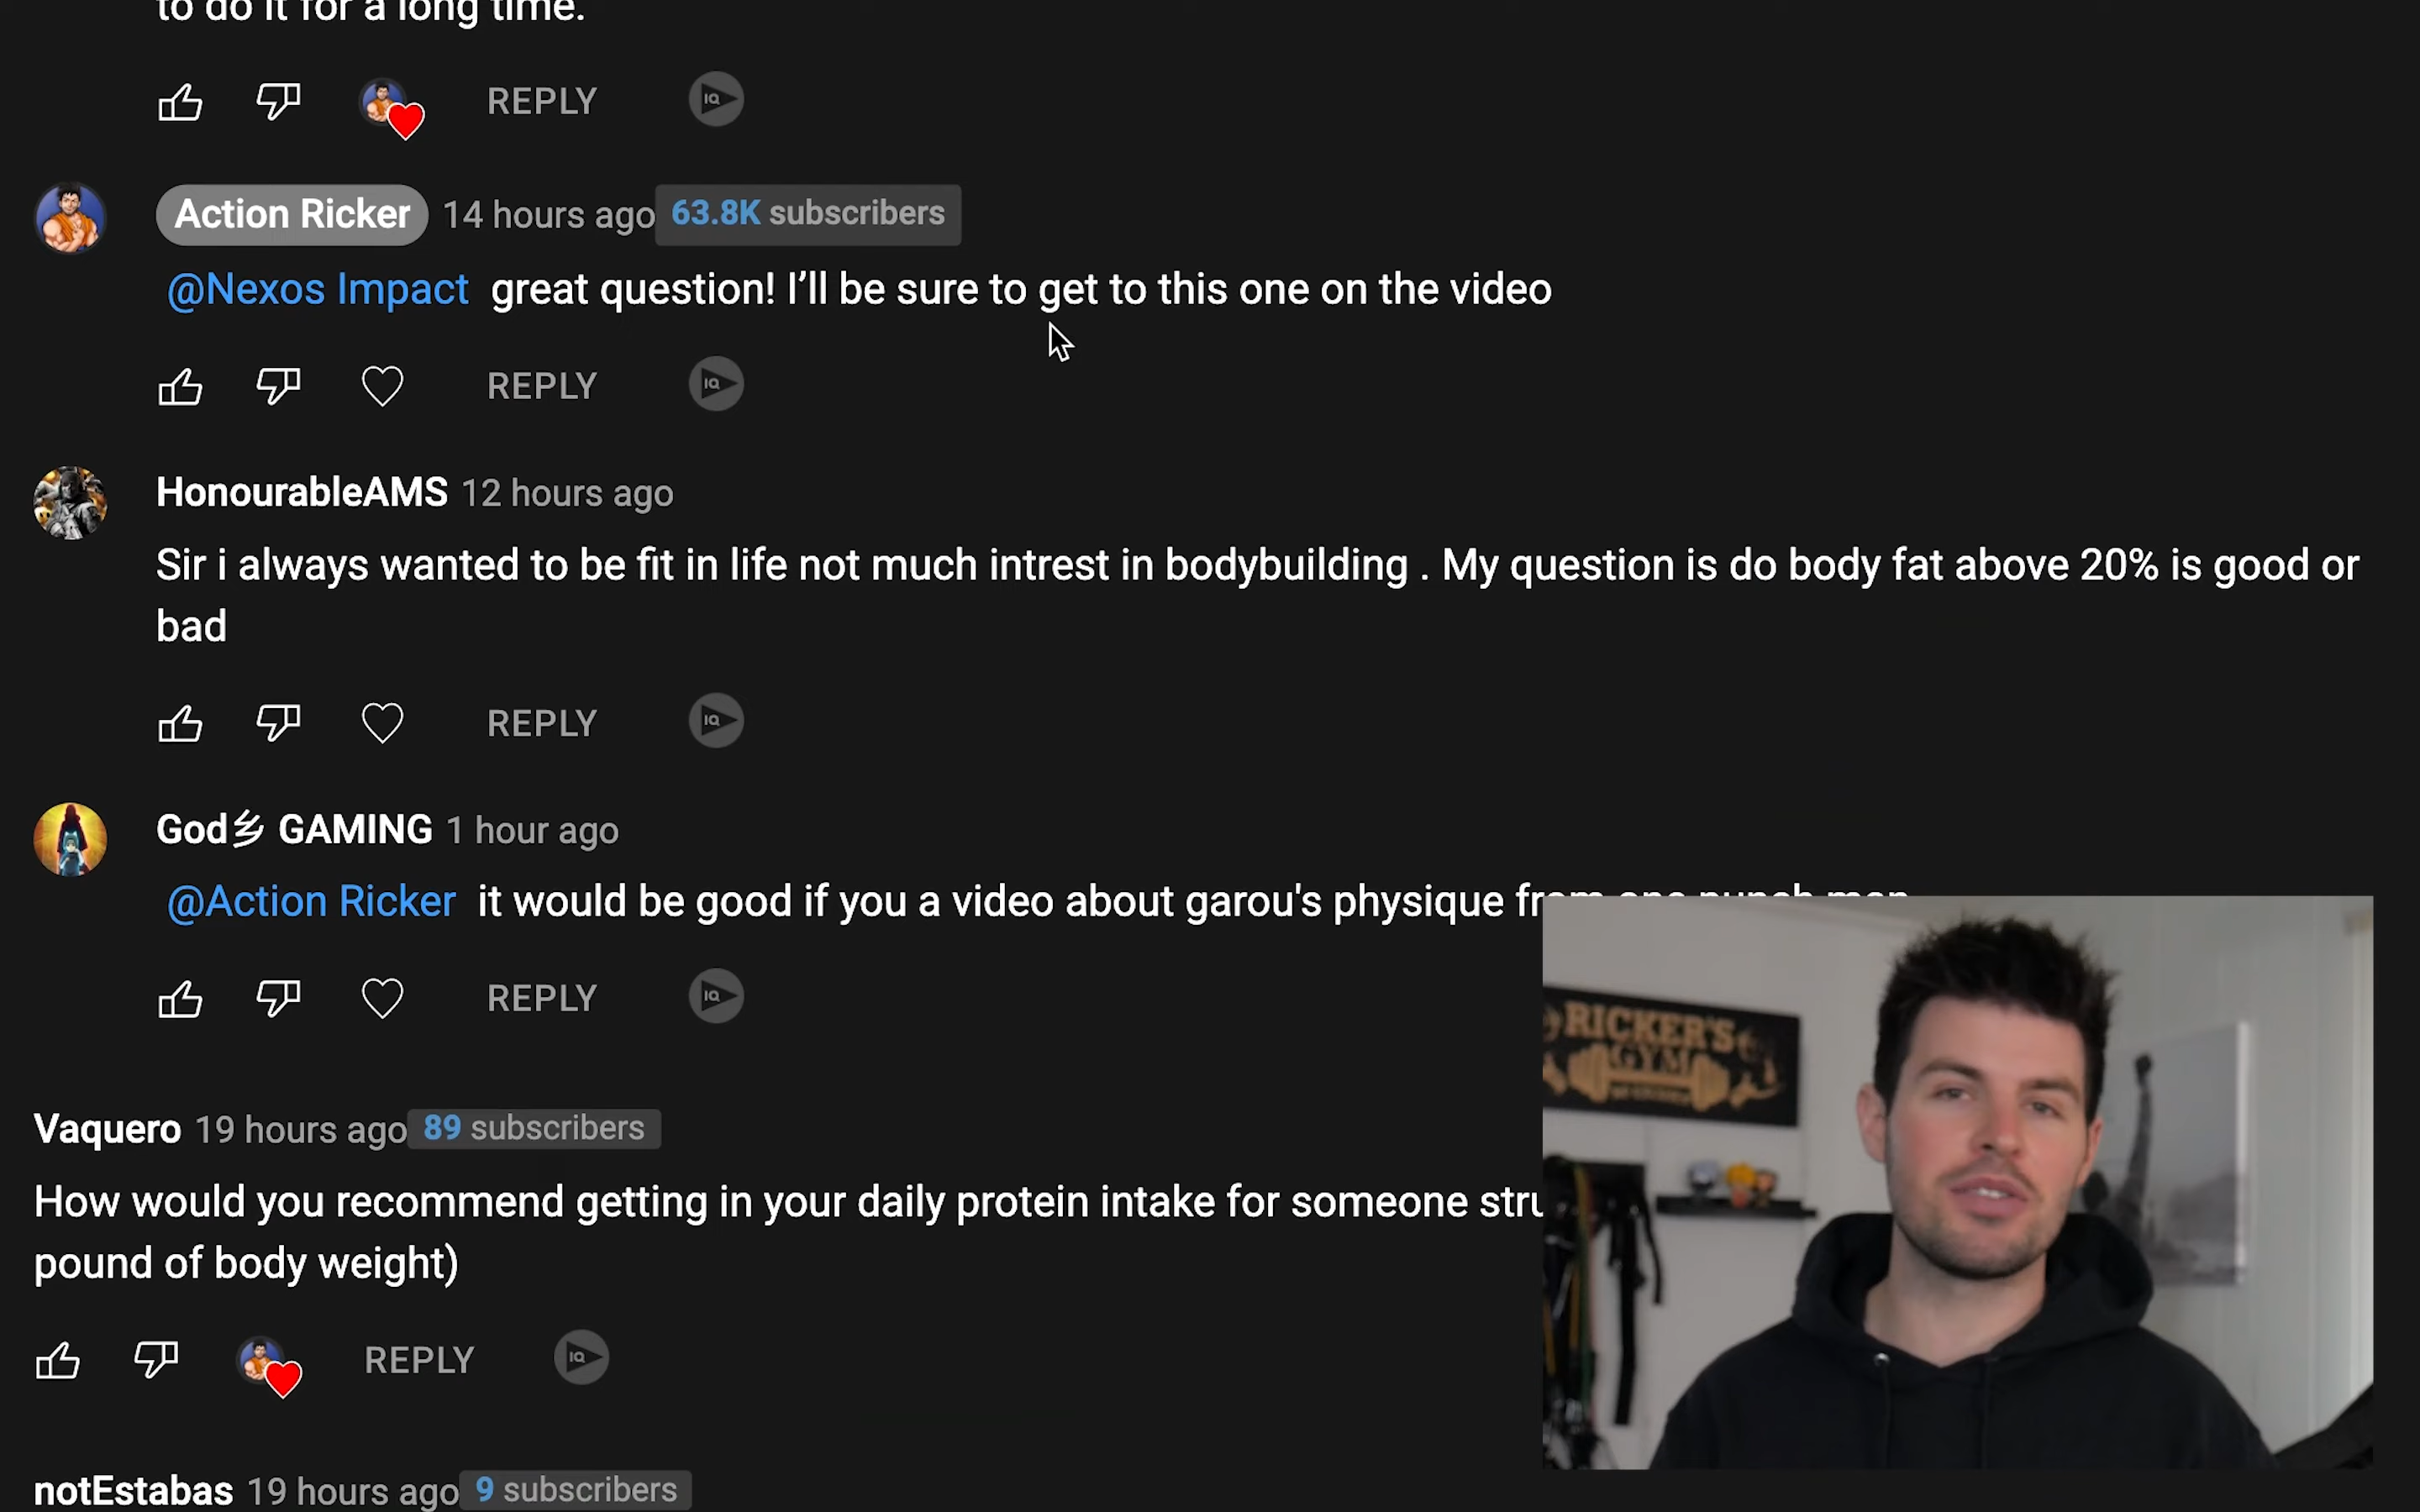 to do it for a long time.
REPLY
Action Ricker 14 hours ago 63.8K subscribers
@Nexos Impact great question! I'll be sure to get to this one on the video
REPLY
HonourableAMS 12 hours ago
Sir i always wanted to be fit in life not much intrest in bodybuilding . My question is do body fat above 20% is good or
bad
REPLY
God乡 GAMING 1 hour ago
@Action Ricker it would be good if you a video about garou's physique from one punch man
REPLY
Vaquero 19 hours ago 89 subscribers
How would you recommend getting in your daily protein intake for someone
pound of body weight)
REPLY
notEstabas 19 hours ago 9 subscribers
RICKER'S
GYM